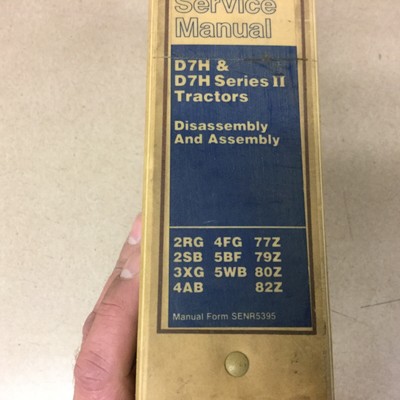 Service
Manual
D7H &
D7H Series II
Tractors
Disassembly
And Assembly
2RG 4FG 77Z
2SB 5BF 79Z
3XG 5WB 80Z
4AB 82Z
Manual Form SENR5395